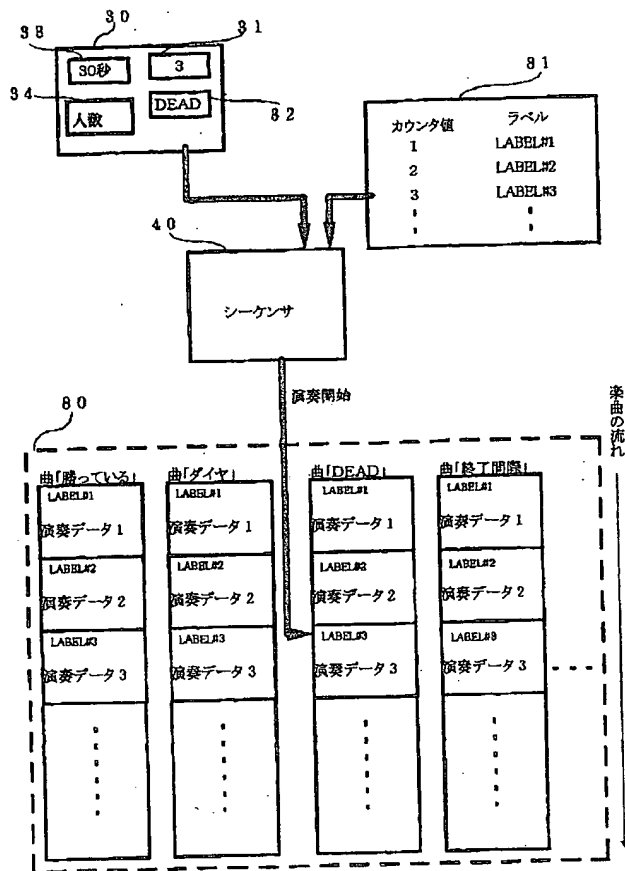 30
38
31
30秒
3
34
人数
DEAD
82
81
カウンタ値 ラベル
1 LABEL#1
2 LABEL#2
3 LABEL#3
40
シーケンサ
演奏開始
80
楽曲の流れ
曲「勝っている」
LABEL#1
演奏データ1
LABEL#2
演奏データ2
LABEL#3
演奏データ3
曲「ダイヤ」
LABEL#1
演奏データ1
LABEL#2
演奏データ2
LABEL#3
演奏データ3
曲「DEAD」
LABEL#1
演奏データ1
LABEL#2
演奏データ2
LABEL#3
演奏データ3
曲「終了間際」
LABEL#1
演奏データ1
LABEL#2
演奏データ2
LABEL#3
演奏データ3